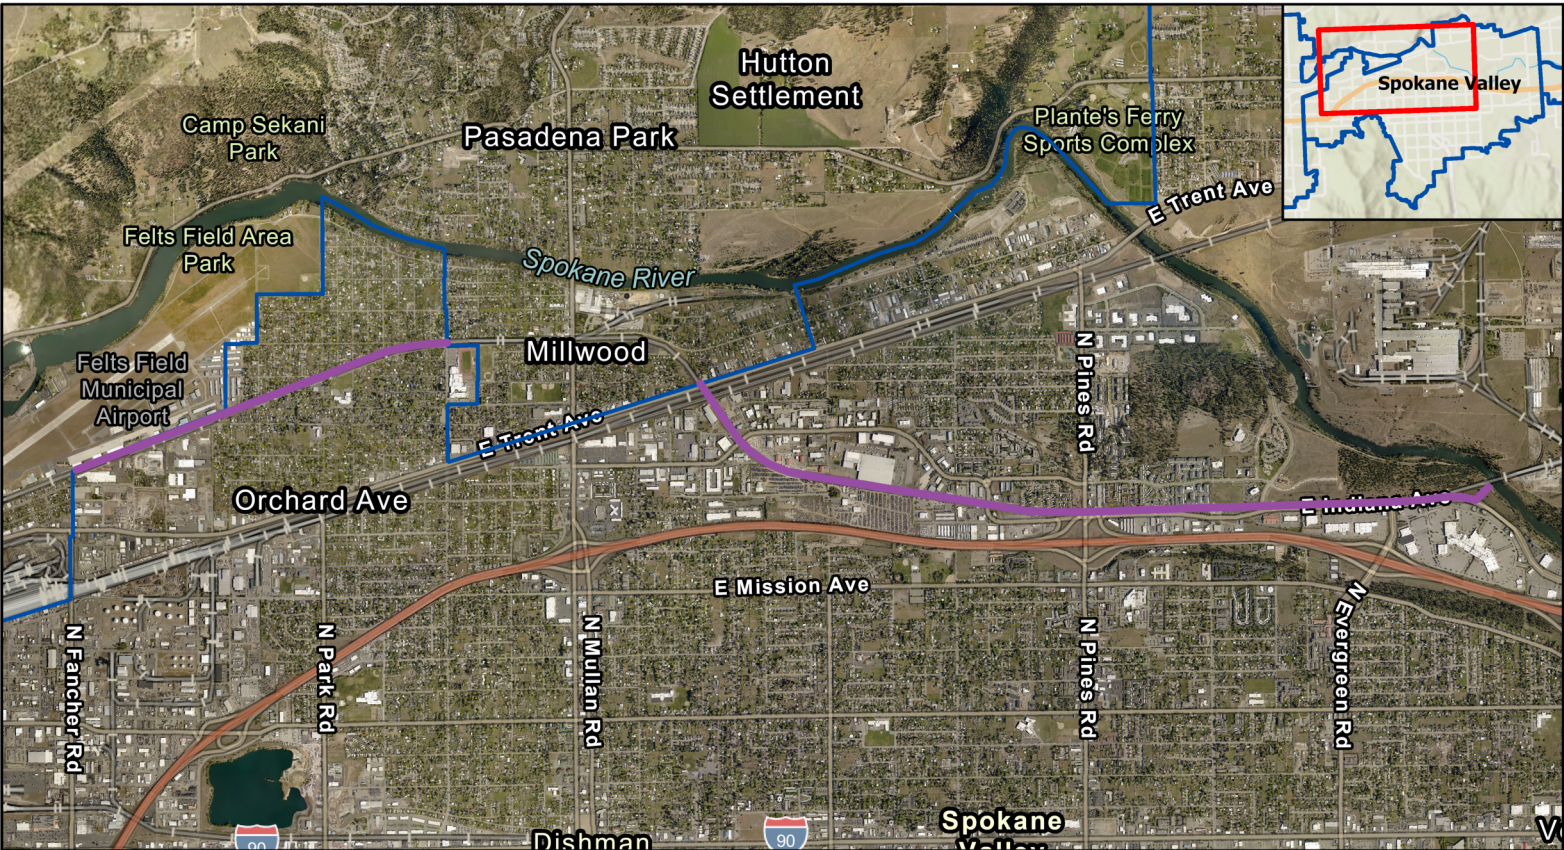 Hutton
Settlement
Spokane Valley
Camp Sekani
Park
Pasadena Park
Plante's Ferry
Sports Complex
E Trent Ave
Felts Field Area
Park
Spokane River
Felts Field
Municipal
Airport
Millwood
N Pines Rd
E Trent Ave
Orchard Ave
E Indiana Ave
E Mission Ave
N Fancher Rd
N Park Rd
N Mullan Rd
N Pines Rd
N Evergreen Rd
90
90
Dishman
Spokane
Valley